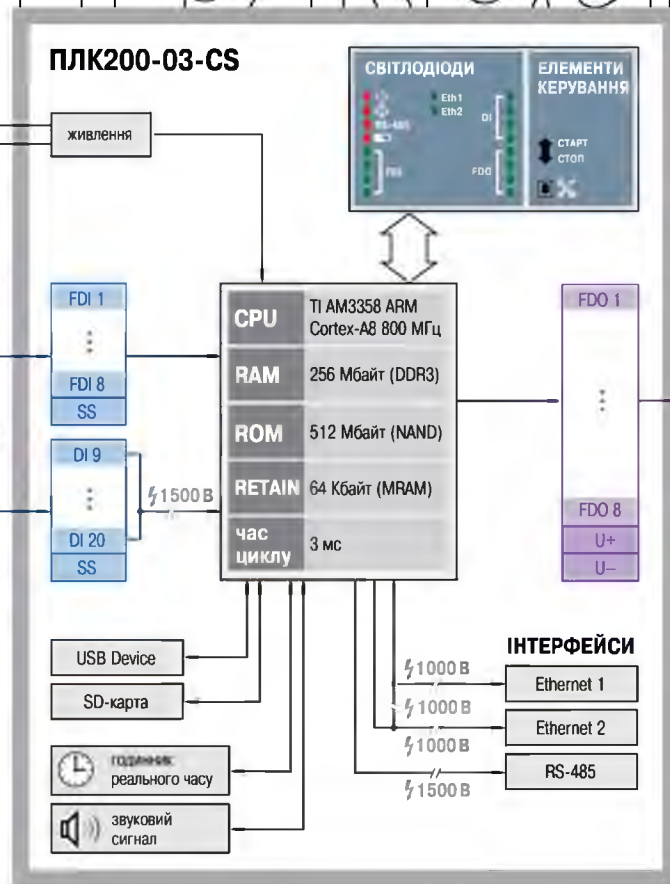 ПЛК200-03-CS
живлення
СВІТЛОДІОДИ
Eth1
Eth2
RS-485
DI
FDI
FDO
ЕЛЕМЕНТИ
КЕРУВАННЯ
СТАРТ
СТОП
FDI 1
FDI 8
SS
DI 9
DI 20
SS
1500 В
CPU
TI AM3358 ARM
Cortex-A8 800 МГц
RAM
256 Мбайт (DDR3)
ROM
512 Мбайт (NAND)
RETAIN
64 Кбайт (MRAM)
час
циклу
3 мс
FDO 1
FDO 8
U+
U−
USB Device
SD-карта
годинник
реального часу
звуковий
сигнал
ІНТЕРФЕЙСИ
1000 В
Ethernet 1
1000 В
Ethernet 2
1000 В
RS-485
1500 В